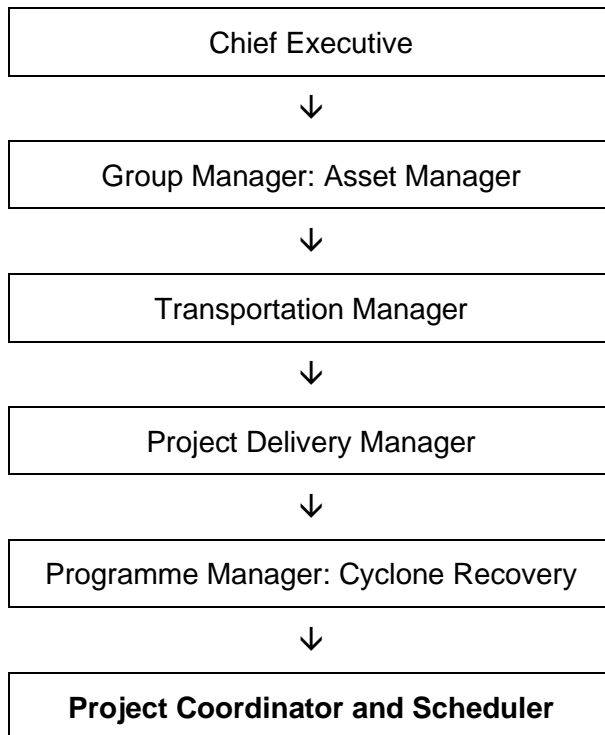 Chief Executive
↓
Group Manager: Asset Manager
↓
Transportation Manager
↓
Project Delivery Manager
↓
Programme Manager: Cyclone Recovery
↓
Project Coordinator and Scheduler